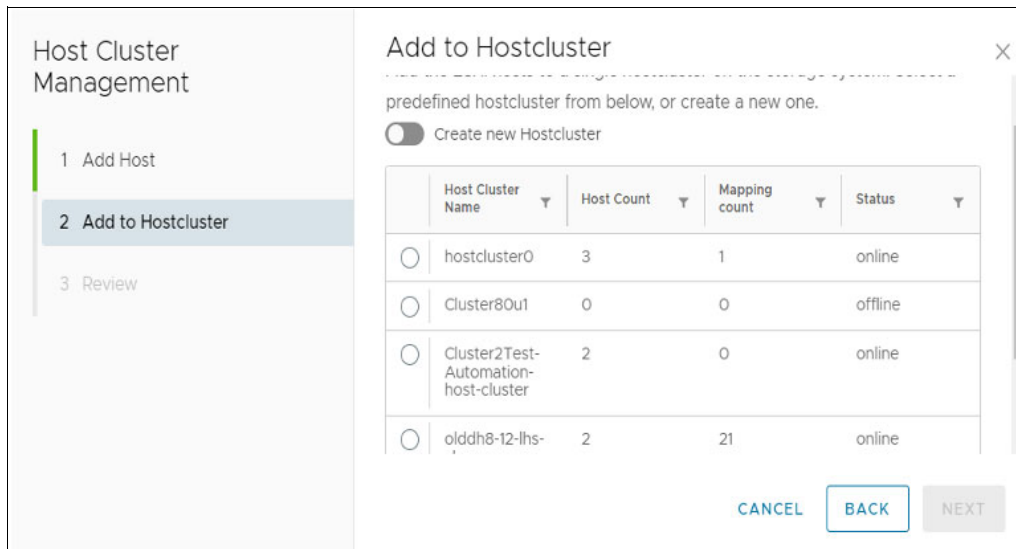 Host Cluster
Management
1 Add Host
2 Add to Hostcluster
3 Review
Add to Hostcluster
predefined hostcluster from below, or create a new one.
Create new Hostcluster
Host Cluster Name Host Count Mapping count Status
hostcluster0 3 1 online
Cluster80u1 0 0 offline
Cluster2Test- 2 0 online
Automation-
host-cluster
olddh8-12-lhs- 2 21 online
CANCEL BACK NEXT